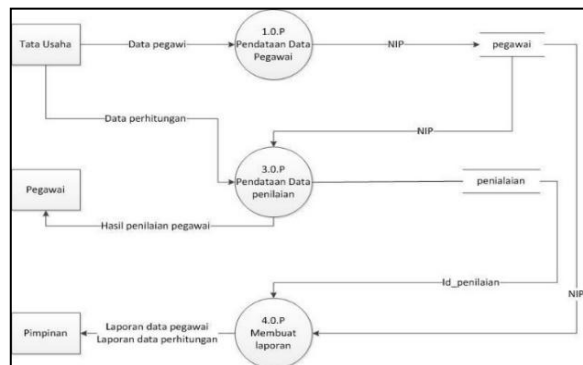 Tata Usaha
Data pegawi
1.0.P
Pendataan Data
Pegawai
NIP
pegawai
Data perhitungan
NIP
3.0.P
Pendataan Data
penilaian
penialaian
Pegawai
Hasil penilaian pegawai
Id_penilaian
NIP
4.0.P
Membuat
laporan
Laporan data pegawai
Laporan data perhitungan
Pimpinan